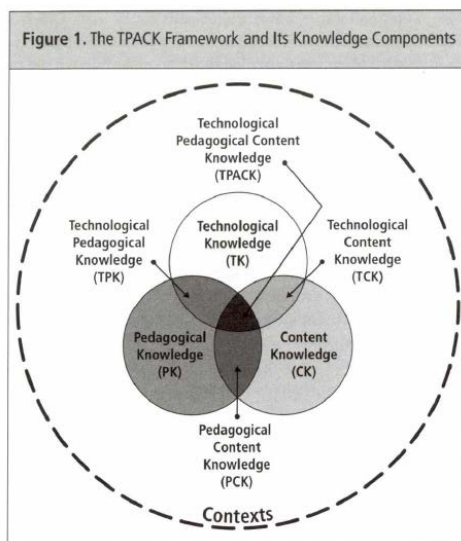 Figure 1. The TPACK Framework and Its Knowledge Components
Technological
Pedagogical Content
Knowledge
(TPACK)
Technological
Pedagogical
Knowledge
(TPK)
Technological
Knowledge
(TK)
Technological
Content
Knowledge
(TCK)
Pedagogical
Knowledge
(PK)
Content
Knowledge
(CK)
Pedagogical
Content
Knowledge
(PCK)
Contexts